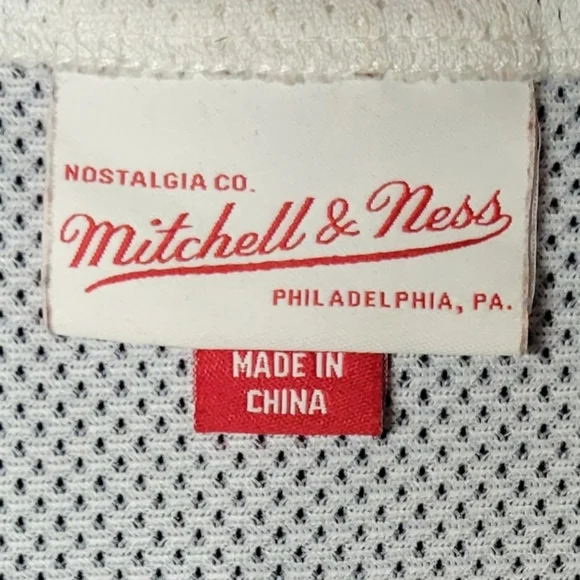 NOSTALGIA CO.
Mitchell & Ness
PHILADELPHIA, PA.
MADE IN
CHINA